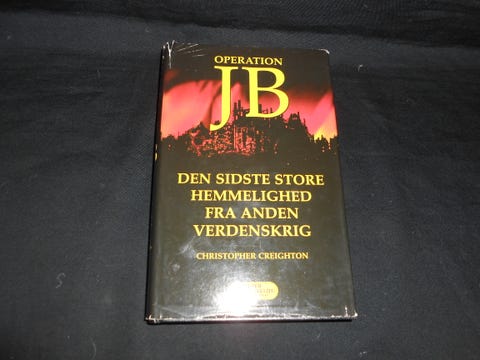 OPERATION
JB
DEN SIDSTE STORE
HEMMELIGHED
FRA ANDEN
VERDENSKRIG
CHRISTOPHER CREIGHTON